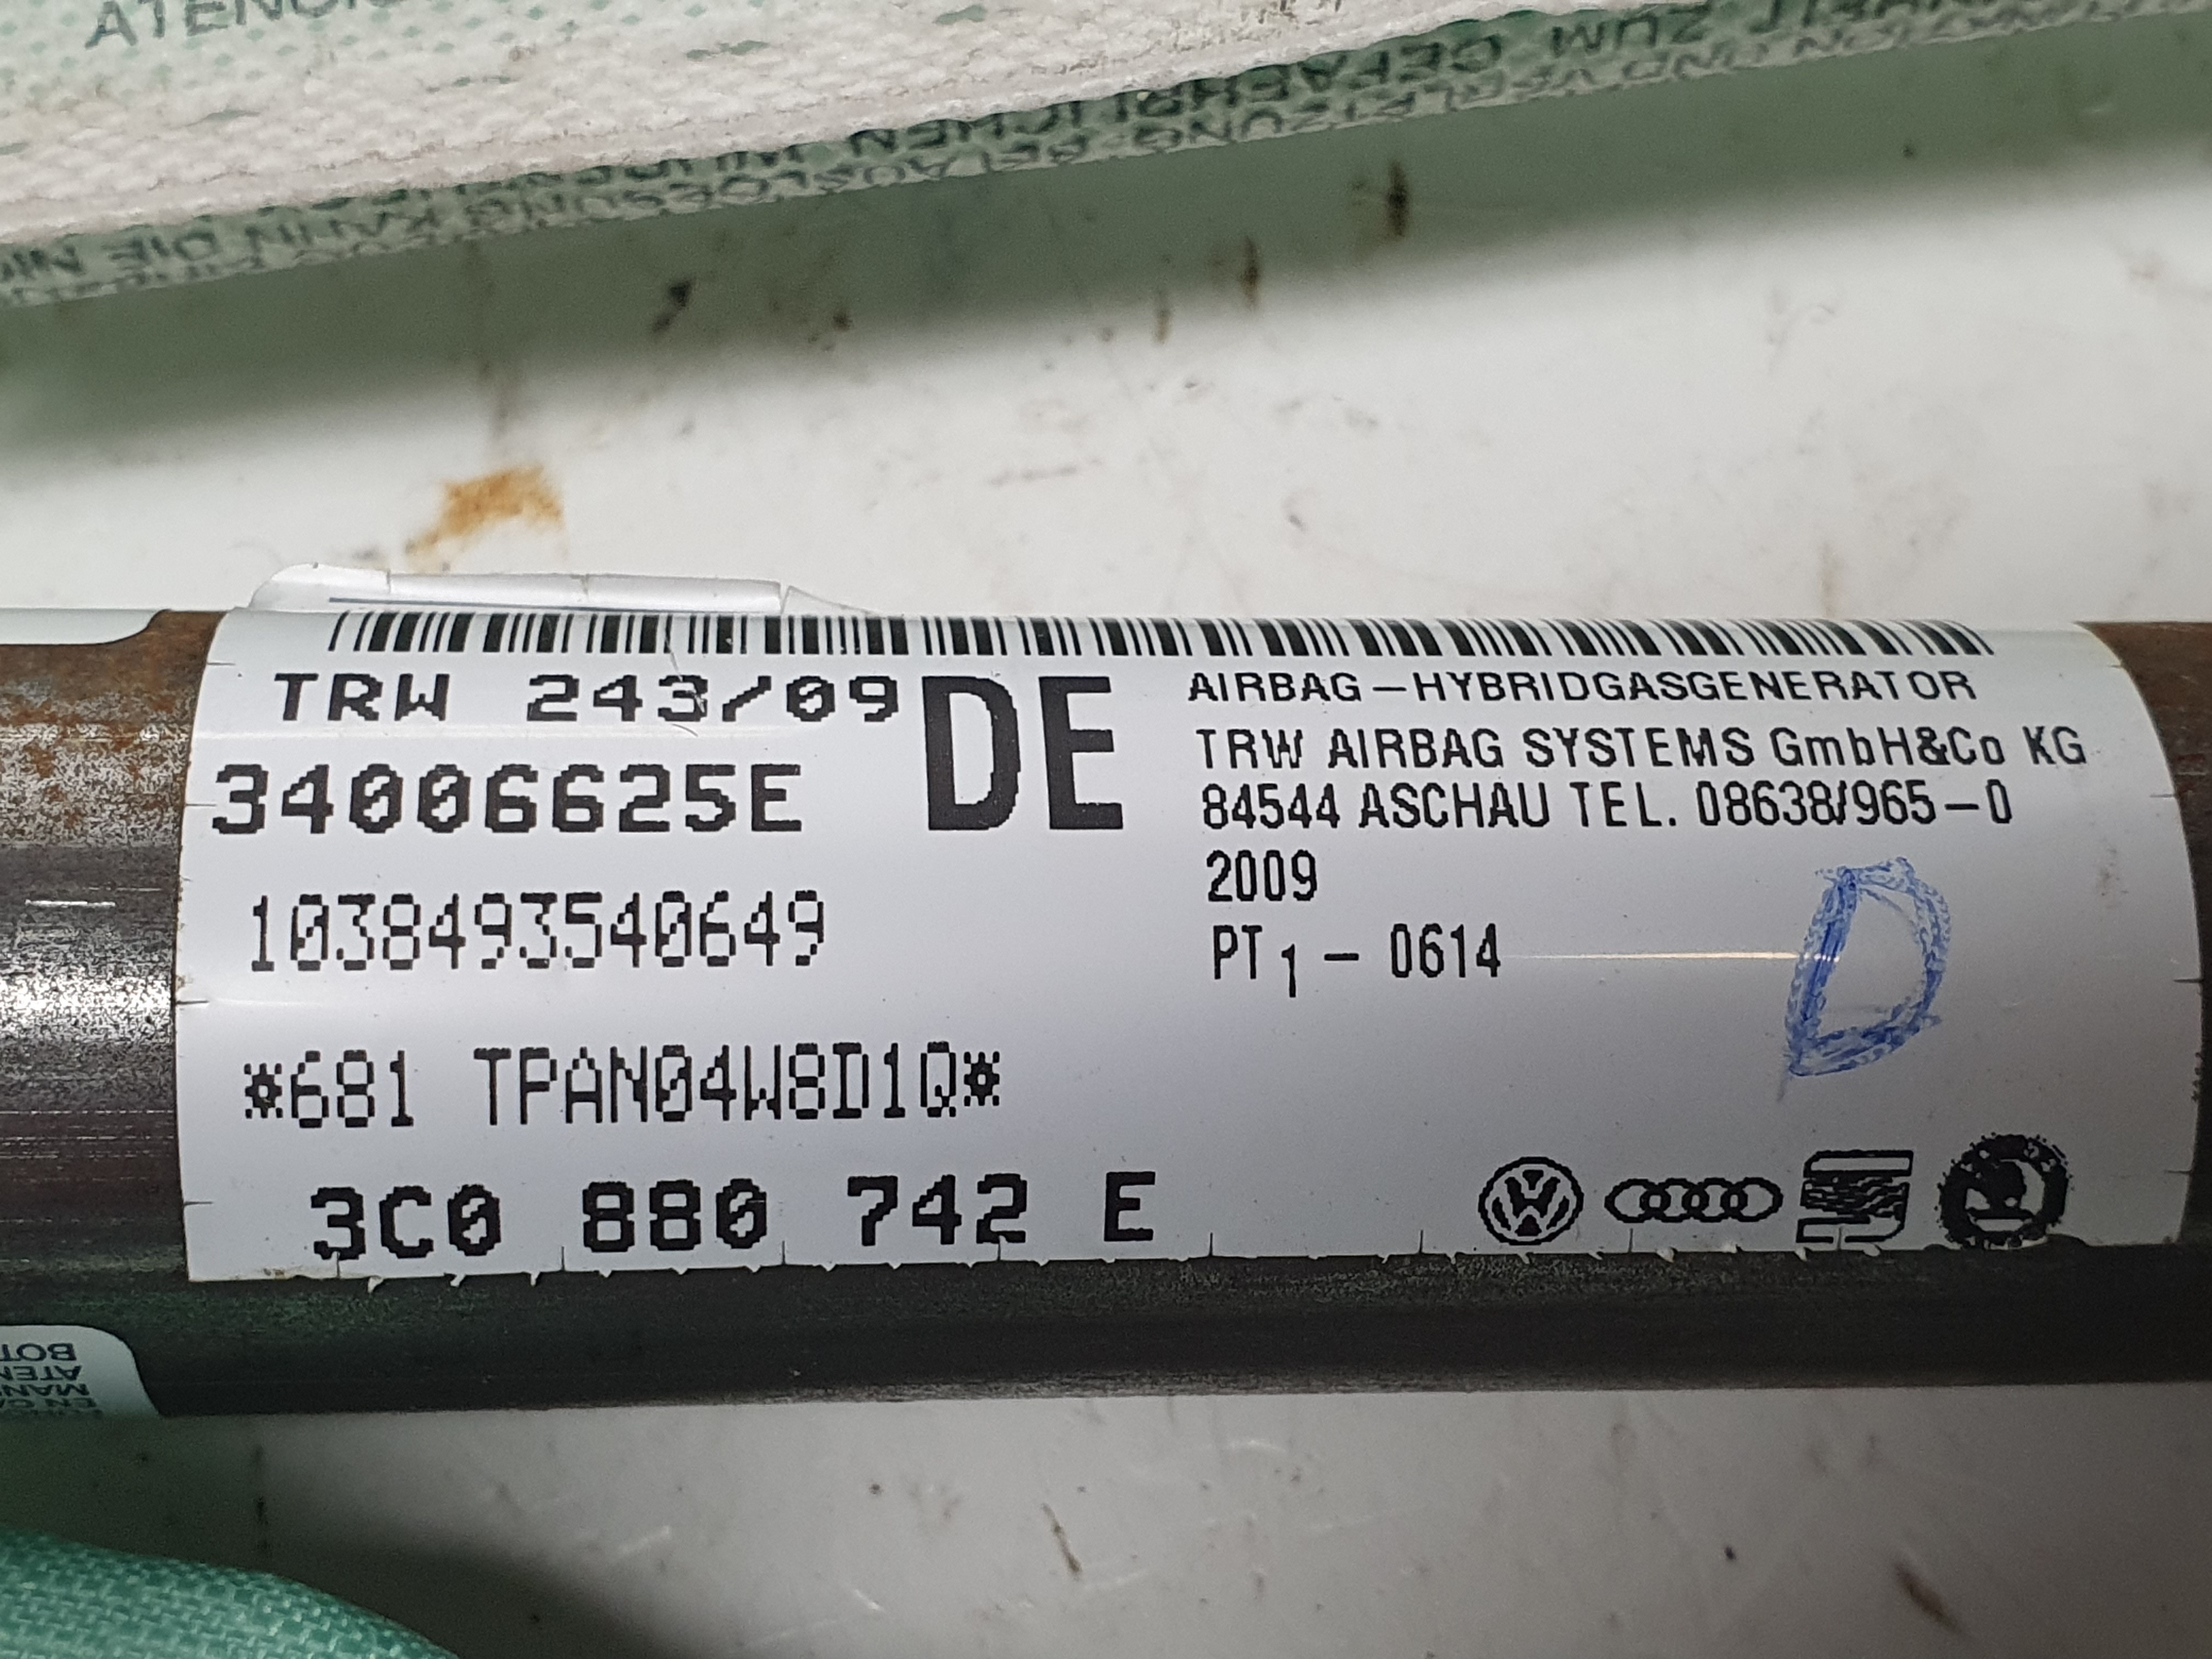 ATENCIÓ
TRW 243/09
34006625E
DE
1038493540649
*681 TPAN04W8D1Q*
3C0 880 742 E
AIRBAG-HYBRIDGASGENERATOR
TRW AIRBAG SYSTEMS GmbH&Co KG
84544 ASCHAU TEL. 08638/965-0
2009
PT1 - 0614
D